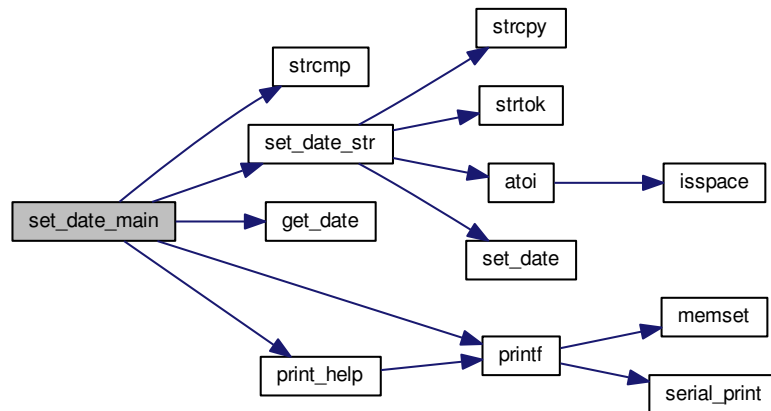 strcpy
strcmp
strtok
set_date_str
atoi
isspace
set_date_main
get_date
set_date
memset
printf
print_help
serial_print